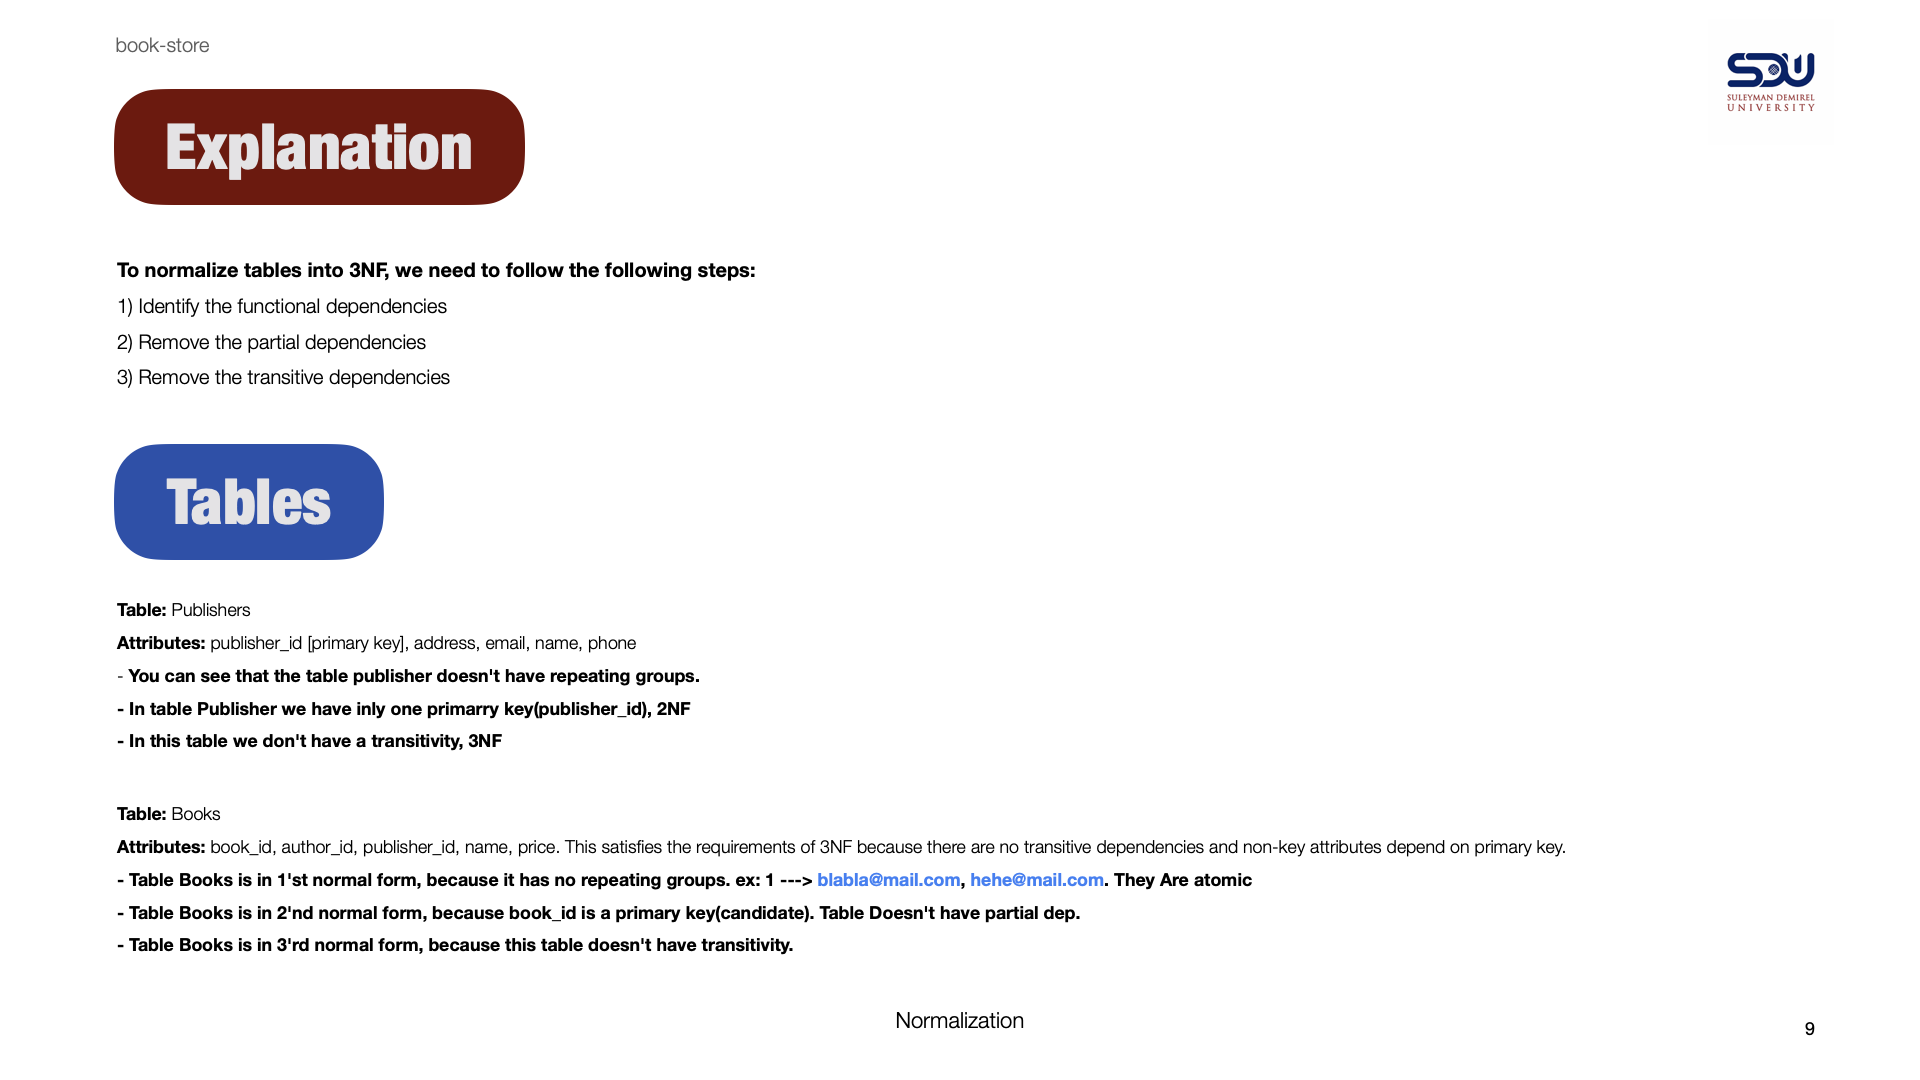 book-store
SDU
SULEYMAN DEMIREL
UNIVERSITY
Explanation
To normalize tables into 3NF, we need to follow the following steps:
1) Identify the functional dependencies
2) Remove the partial dependencies
3) Remove the transitive dependencies
Tables
Table: Publishers
Attributes: publisher_id [primary key], address, email, name, phone
- You can see that the table publisher doesn't have repeating groups.
- In table Publisher we have inly one primarry key(publisher_id), 2NF
- In this table we don't have a transitivity, 3NF
Table: Books
Attributes: book_id, author_id, publisher_id, name, price. This satisfies the requirements of 3NF because there are no transitive dependencies and non-key attributes depend on primary key.
- Table Books is in 1'st normal form, because it has no repeating groups. ex: 1 ---> blabla@mail.com, hehe@mail.com. They Are atomic
- Table Books is in 2'nd normal form, because book_id is a primary key(candidate). Table Doesn't have partial dep.
- Table Books is in 3'rd normal form, because this table doesn't have transitivity.
Normalization
9